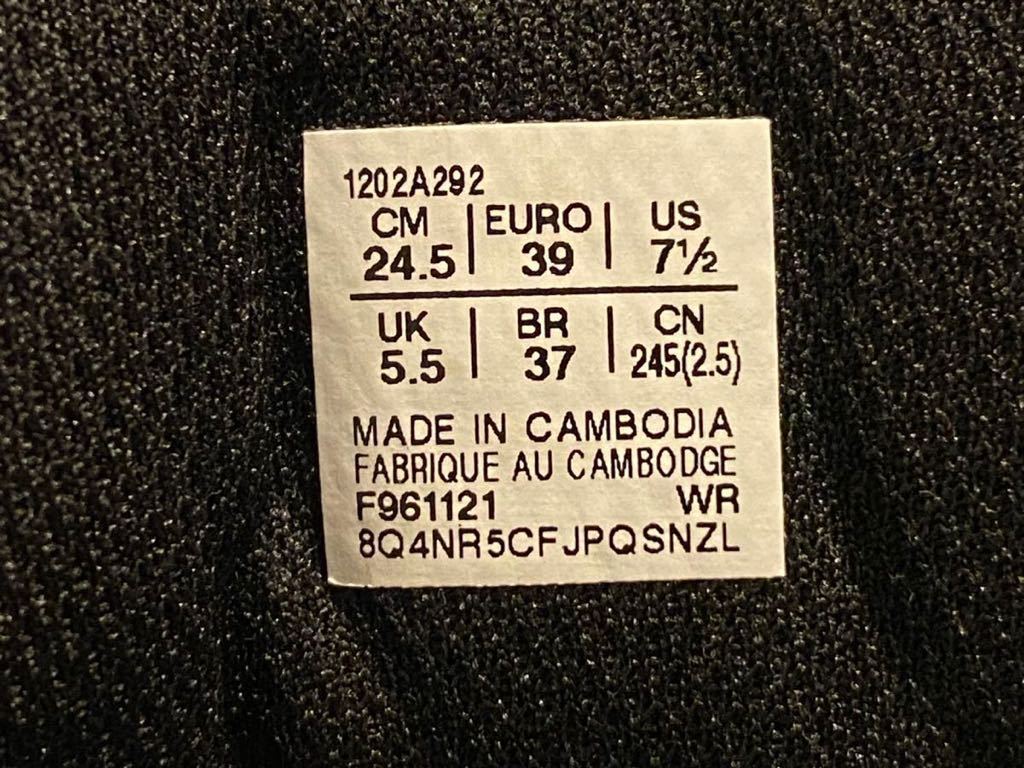 1202A292
CM | EURO | US
24.5 | 39 | 7½
UK | BR | CN
5.5 | 37 | 245(2.5)
MADE IN CAMBODIA
FABRIQUE AU CAMBODGE
F961121 WR
8Q4NR5CFJPQSNZL